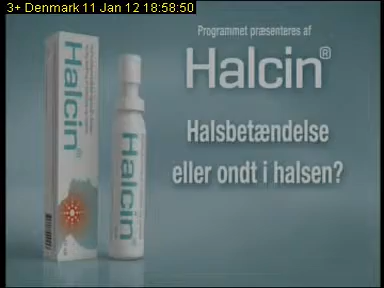 3+ Denmark 11 Jan 12 18:58:50
Programmet præsenteres af
Halcin®
Halsbetændelse
eller ondt i halsen?
Halcin®
Halcin®